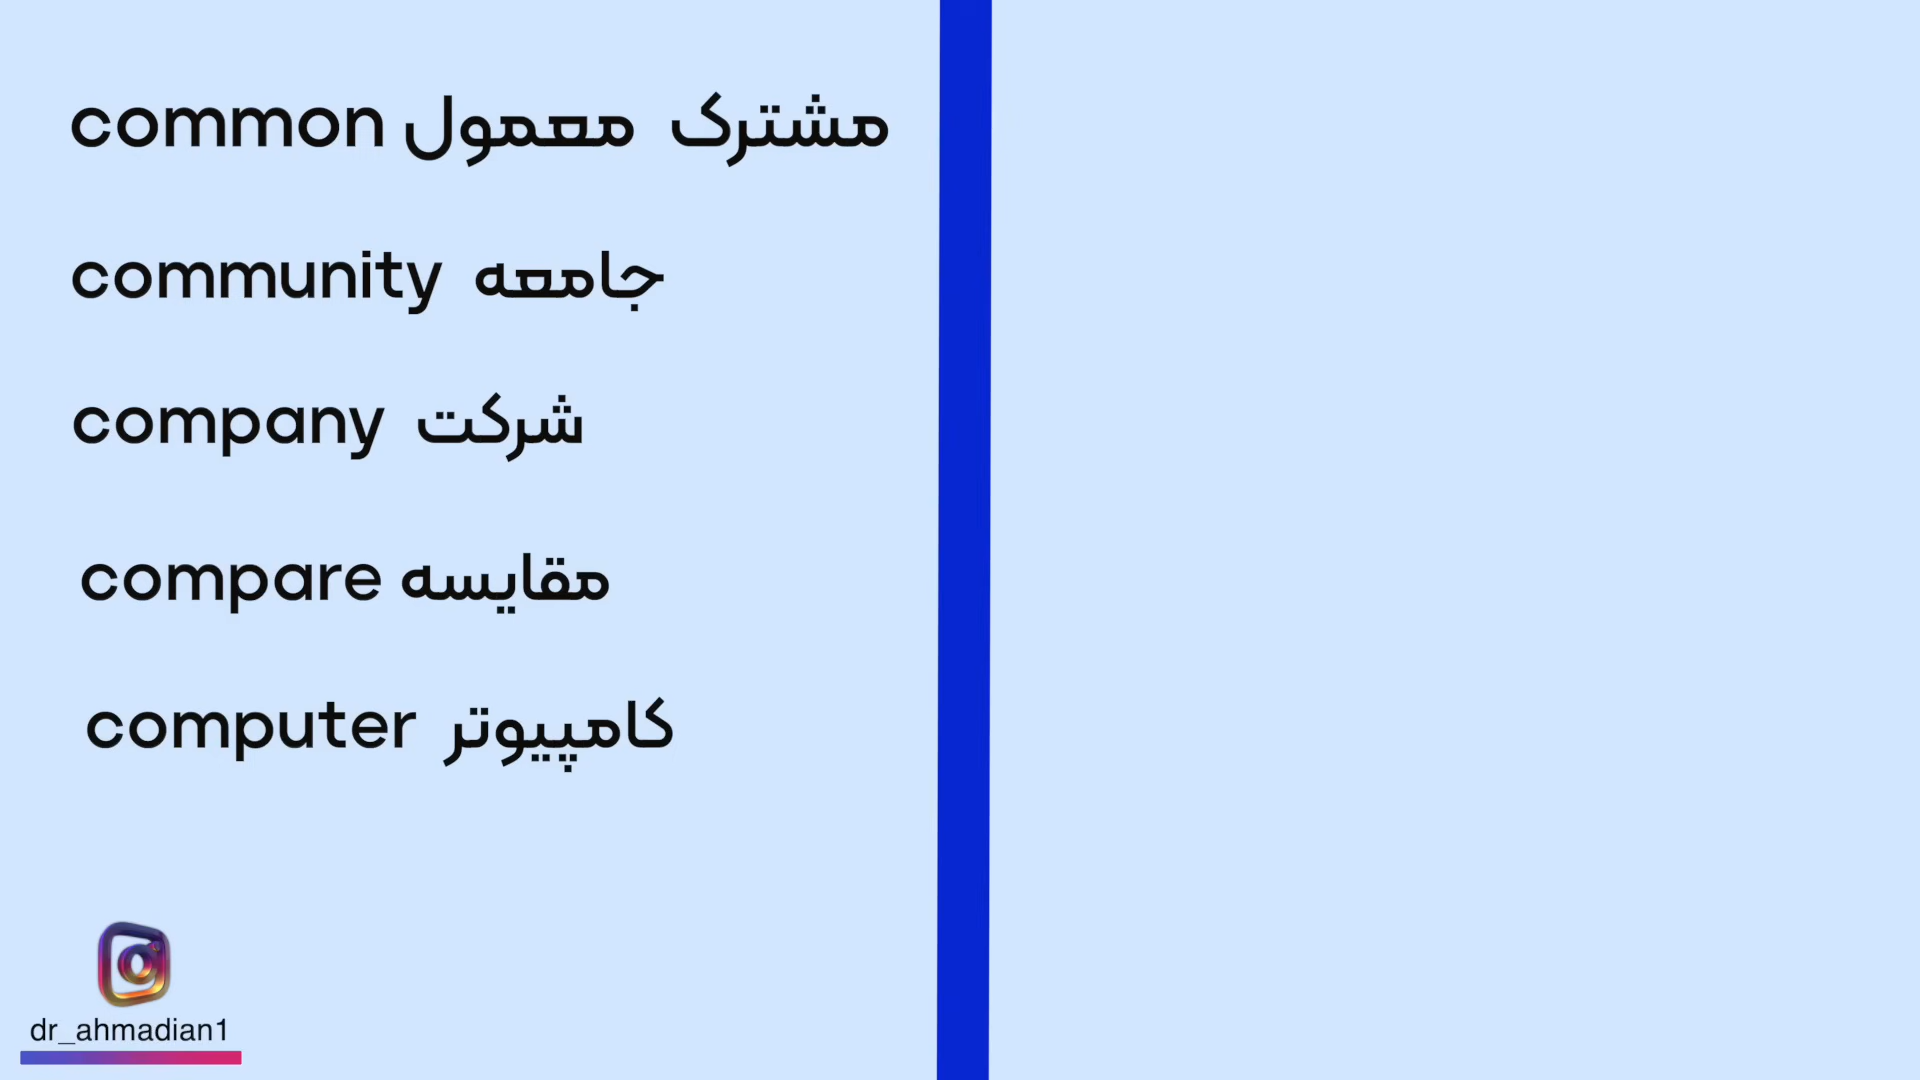 common معمول مشترک
community جامعه
company شرکت
compare مقایسه
computer کامپیوتر
dr_ahmadian1